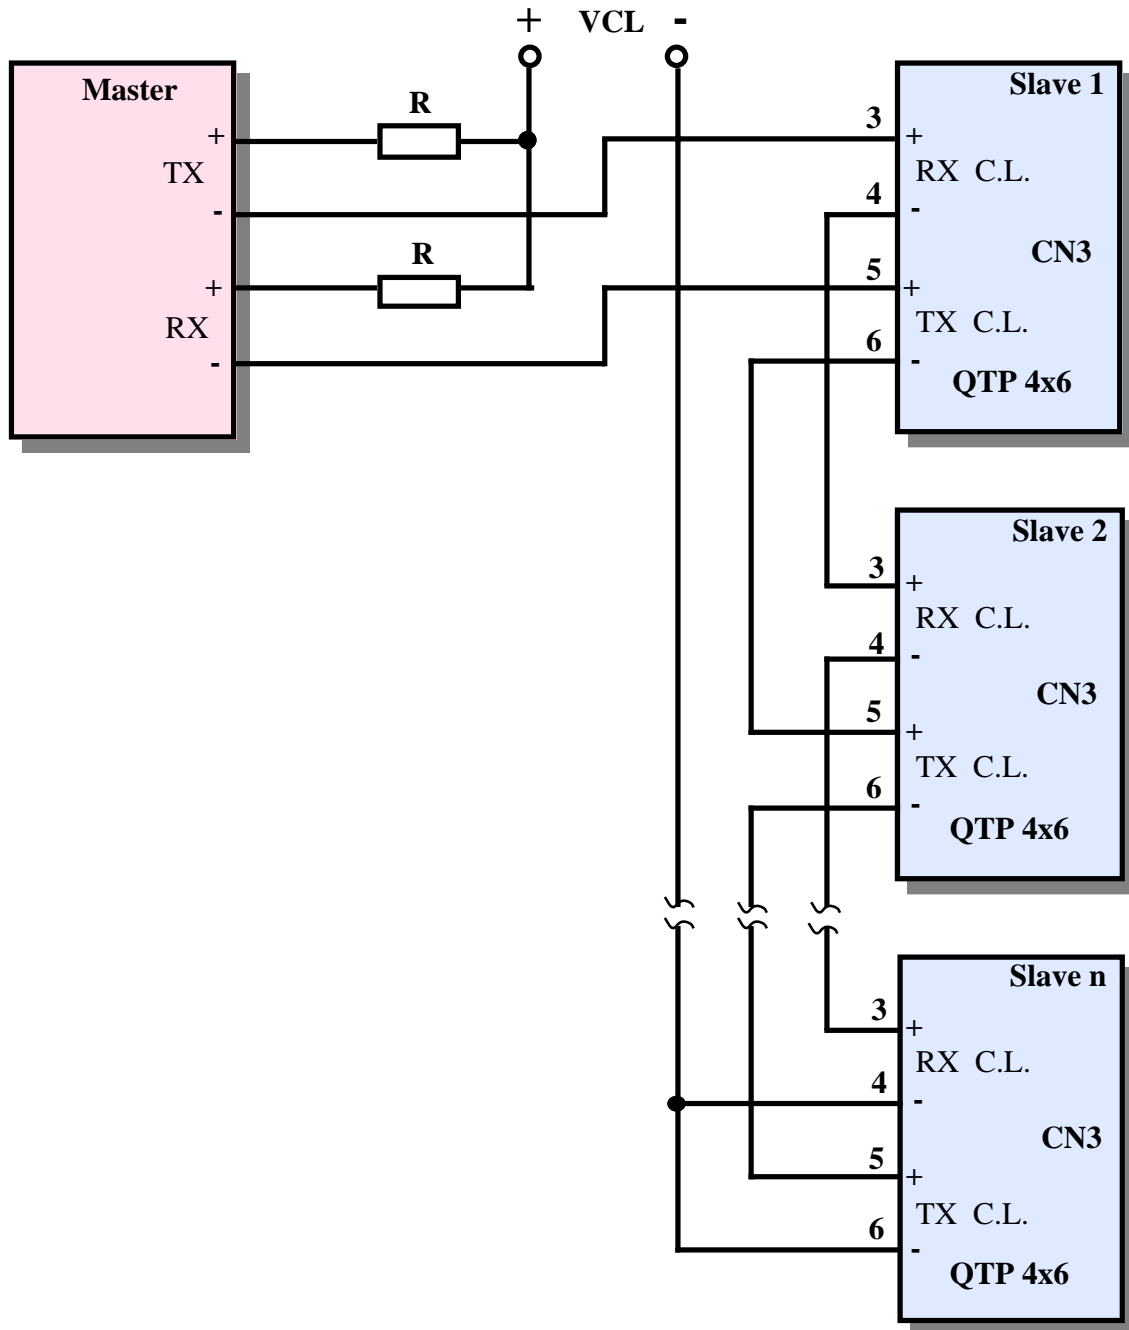 + VCL -
Master
R
+
TX
-
R
+
RX
-
Slave 1
3
+
RX C.L.
4
-
CN3
5
+
TX C.L.
6
-
QTP 4x6
Slave 2
3
+
RX C.L.
4
-
CN3
5
+
TX C.L.
6
-
QTP 4x6
Slave n
3
+
RX C.L.
4
-
CN3
5
+
TX C.L.
6
-
QTP 4x6